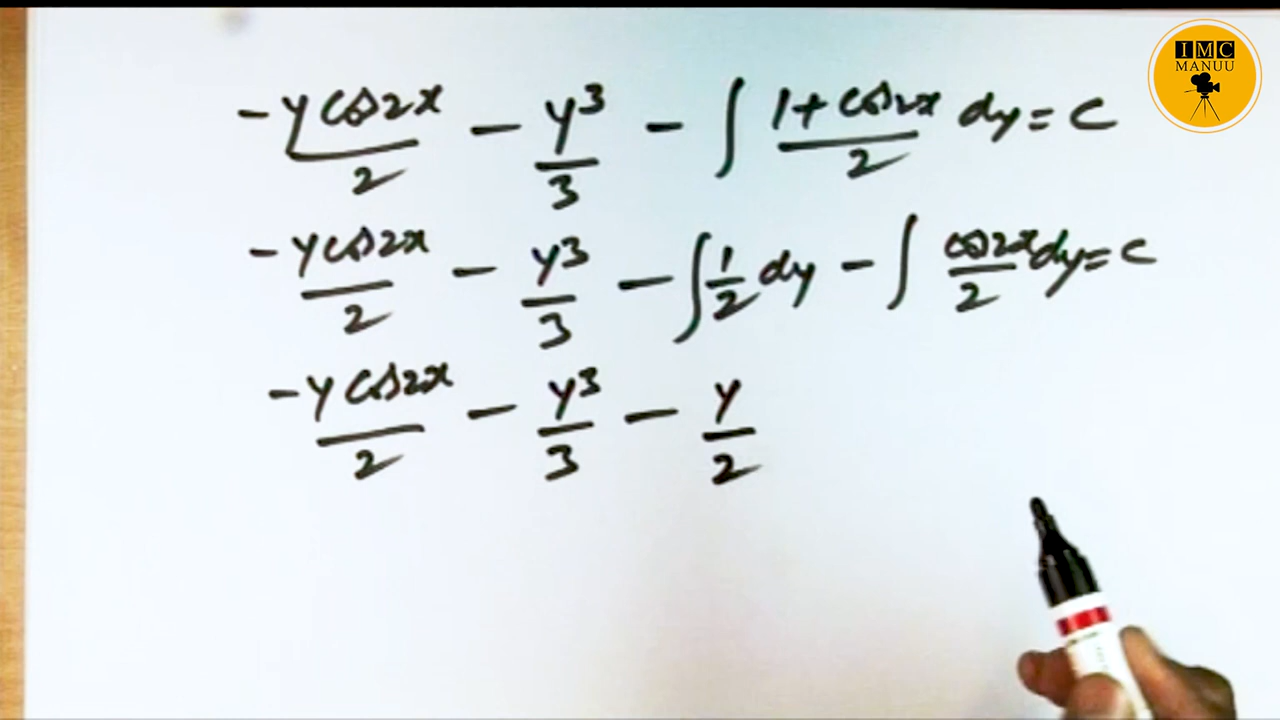 IMC
MANUU
-y cos2x/2 - y³/3 - ∫ 1+cos2x/2 dy = c
-y cos2x/2 - y³/3 - ∫ 1/2 dy - ∫ cos2x/2 dy = c
-y cos2x/2 - y³/3 - y/2